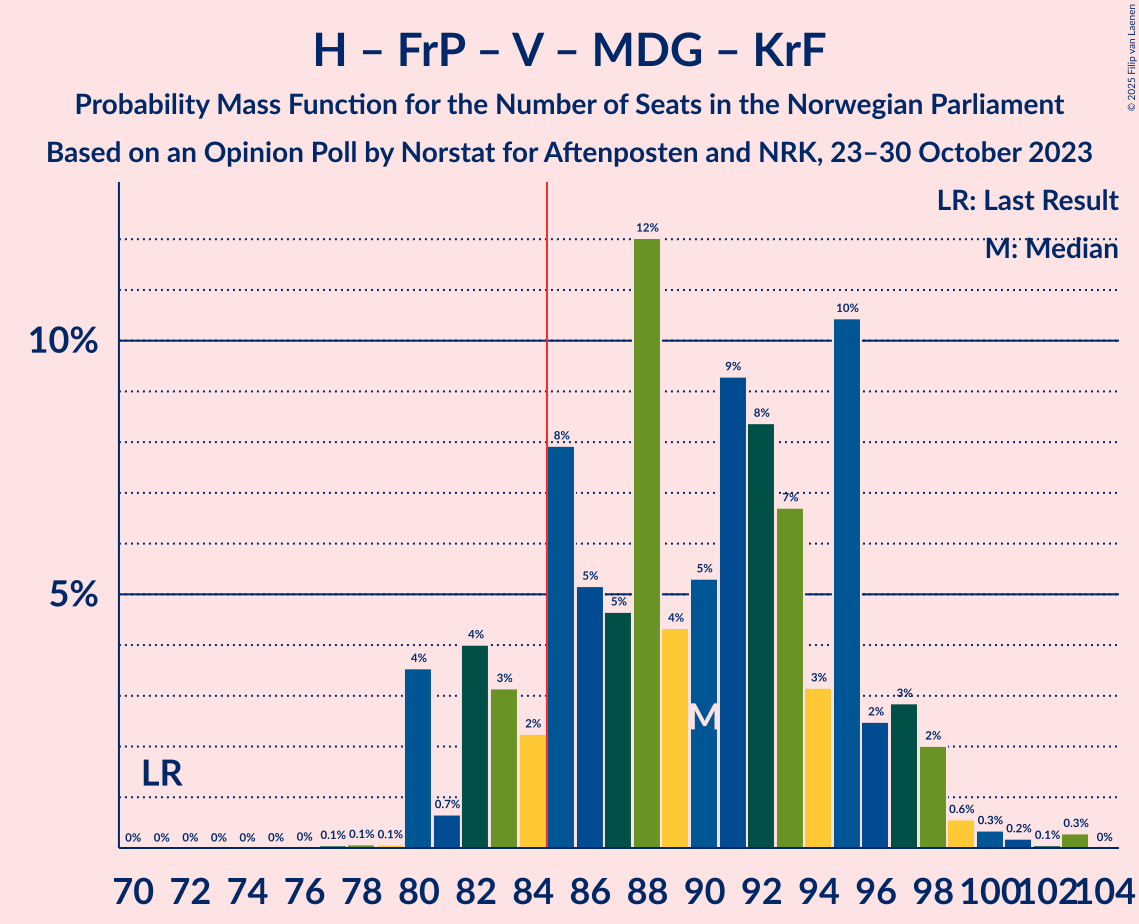 H – FrP – V – MDG – KrF
Probability Mass Function for the Number of Seats in the Norwegian Parliament
Based on an Opinion Poll by Norstat for Aftenposten and NRK, 23–30 October 2023
© 2025 Filip van Laenen
LR: Last Result
M: Median
10%
5%
0% 0% 0% 0% 0% 0% 0% 0.1% 0.1% 0.1% 4% 0.7% 4% 3% 2% 8% 5% 5% 12% 4% 5% 9% 8% 7% 3% 10% 2% 3% 2% 0.6% 0.3% 0.2% 0.1% 0.3% 0%
LR
M
70 72 74 76 78 80 82 84 86 88 90 92 94 96 98 100 102 104